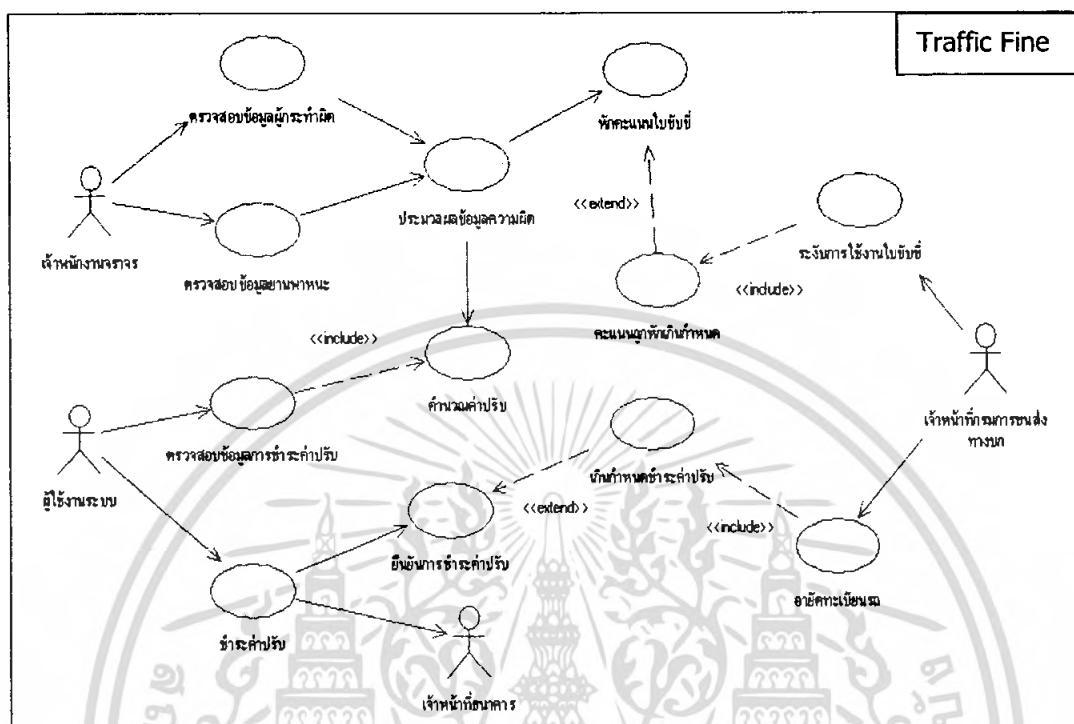 Traffic Fine
ตรวจสอบข้อมูลผู้กระทำผิด
หักคะแนนใบขับขี่
ประมวลผลข้อมูลความผิด
<<extend>>
ระงับการใช้งานใบขับขี่
เจ้าพนักงานจราจร
ตรวจสอบข้อมูลยานพาหนะ
<<include>>
คะแนนถูกหักเกินกำหนด
<<include>>
คำนวณค่าปรับ
เจ้าหน้าที่กรมการขนส่ง
ทางบก
ตรวจสอบข้อมูลการชำระค่าปรับ
เกินกำหนดชำระค่าปรับ
ผู้ใช้งานระบบ
<<extend>>
<<include>>
ยืนยันการชำระค่าปรับ
อายัดทะเบียนรถ
ชำระค่าปรับ
เจ้าหน้าที่ธนาคาร